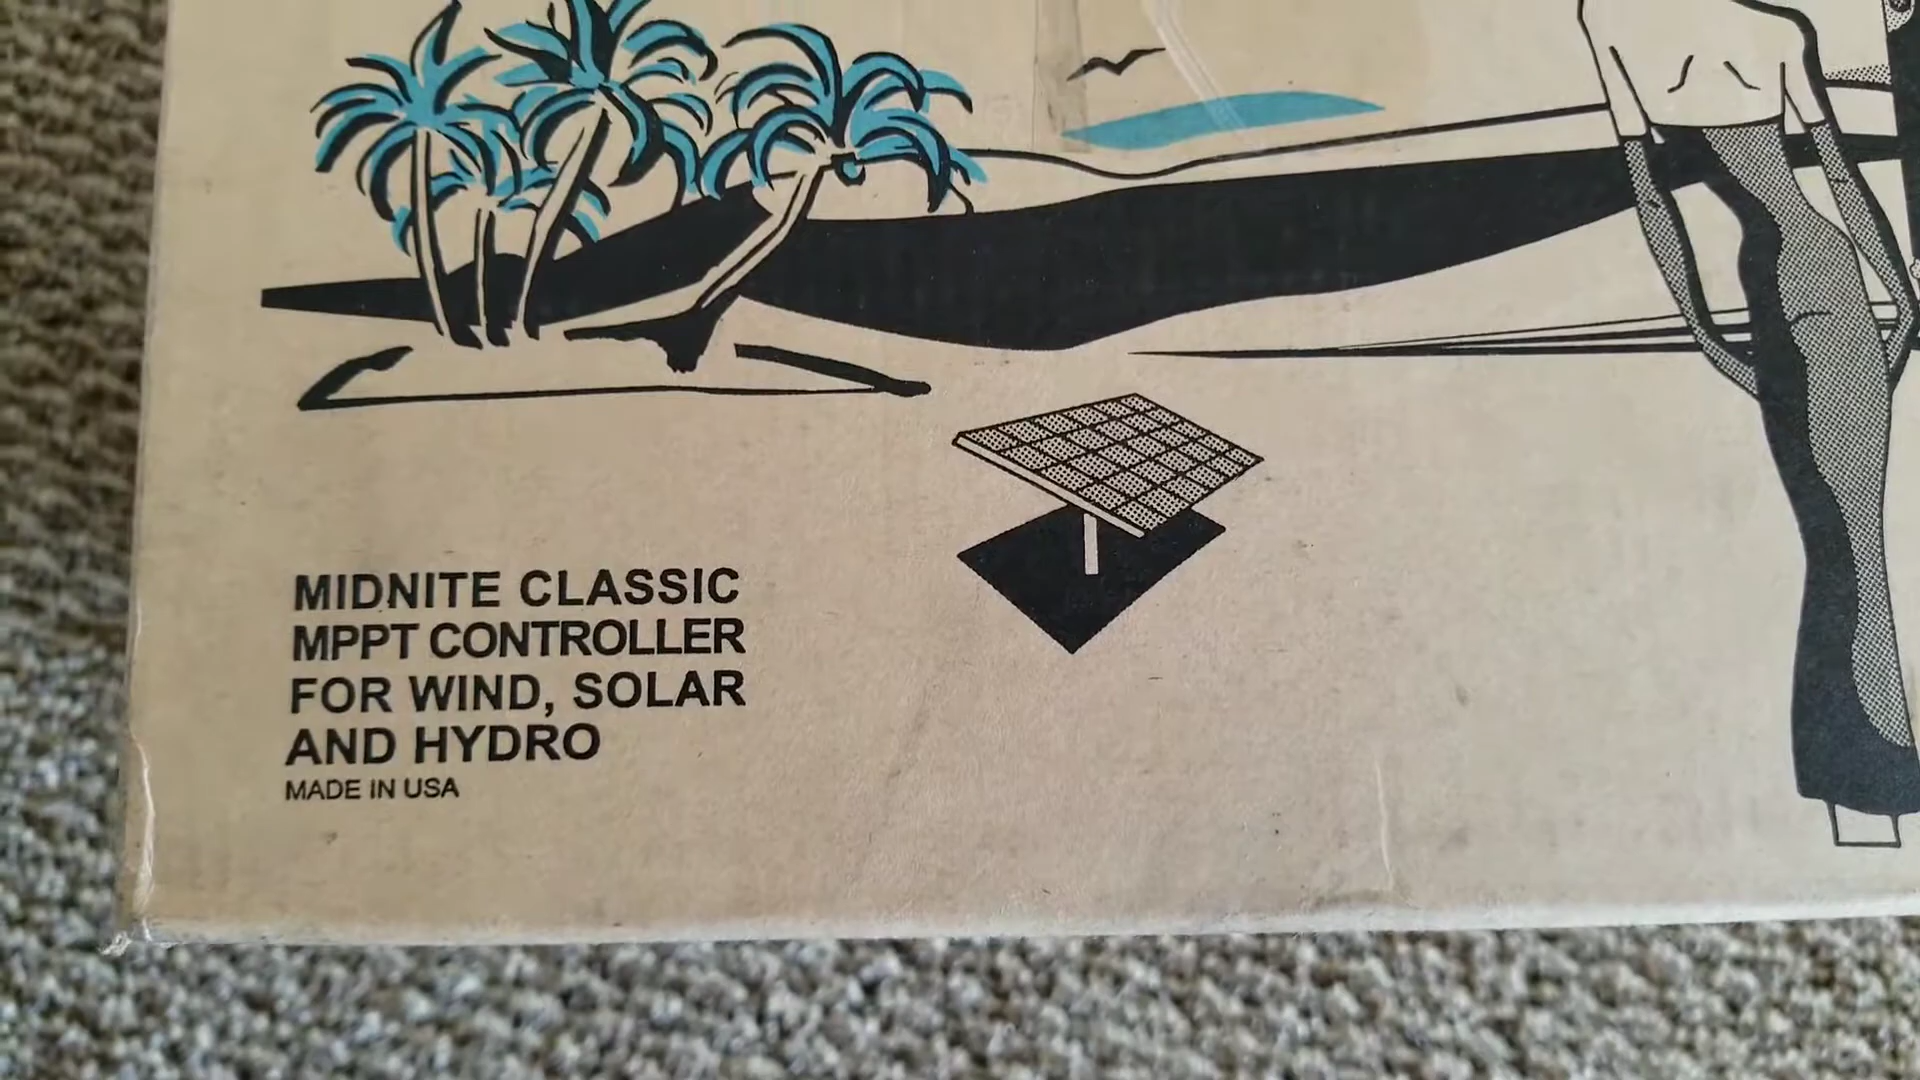 MIDNITE CLASSIC
MPPT CONTROLLER
FOR WIND, SOLAR
AND HYDRO
MADE IN USA